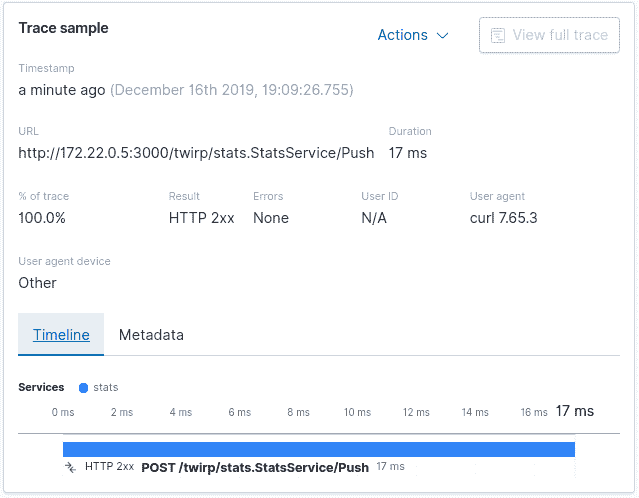 Trace sample
Actions
View full trace
Timestamp
a minute ago (December 16th 2019, 19:09:26.755)
URL Duration
http://172.22.0.5:3000/twirp/stats.StatsService/Push 17 ms
% of trace Result Errors User ID User agent
100.0% HTTP 2xx None N/A curl 7.65.3
User agent device
Other
Timeline Metadata
Services stats
0 ms 2 ms 4 ms 6 ms 8 ms 10 ms 12 ms 14 ms 16 ms 17 ms
HTTP 2xx POST /twirp/stats.StatsService/Push 17 ms